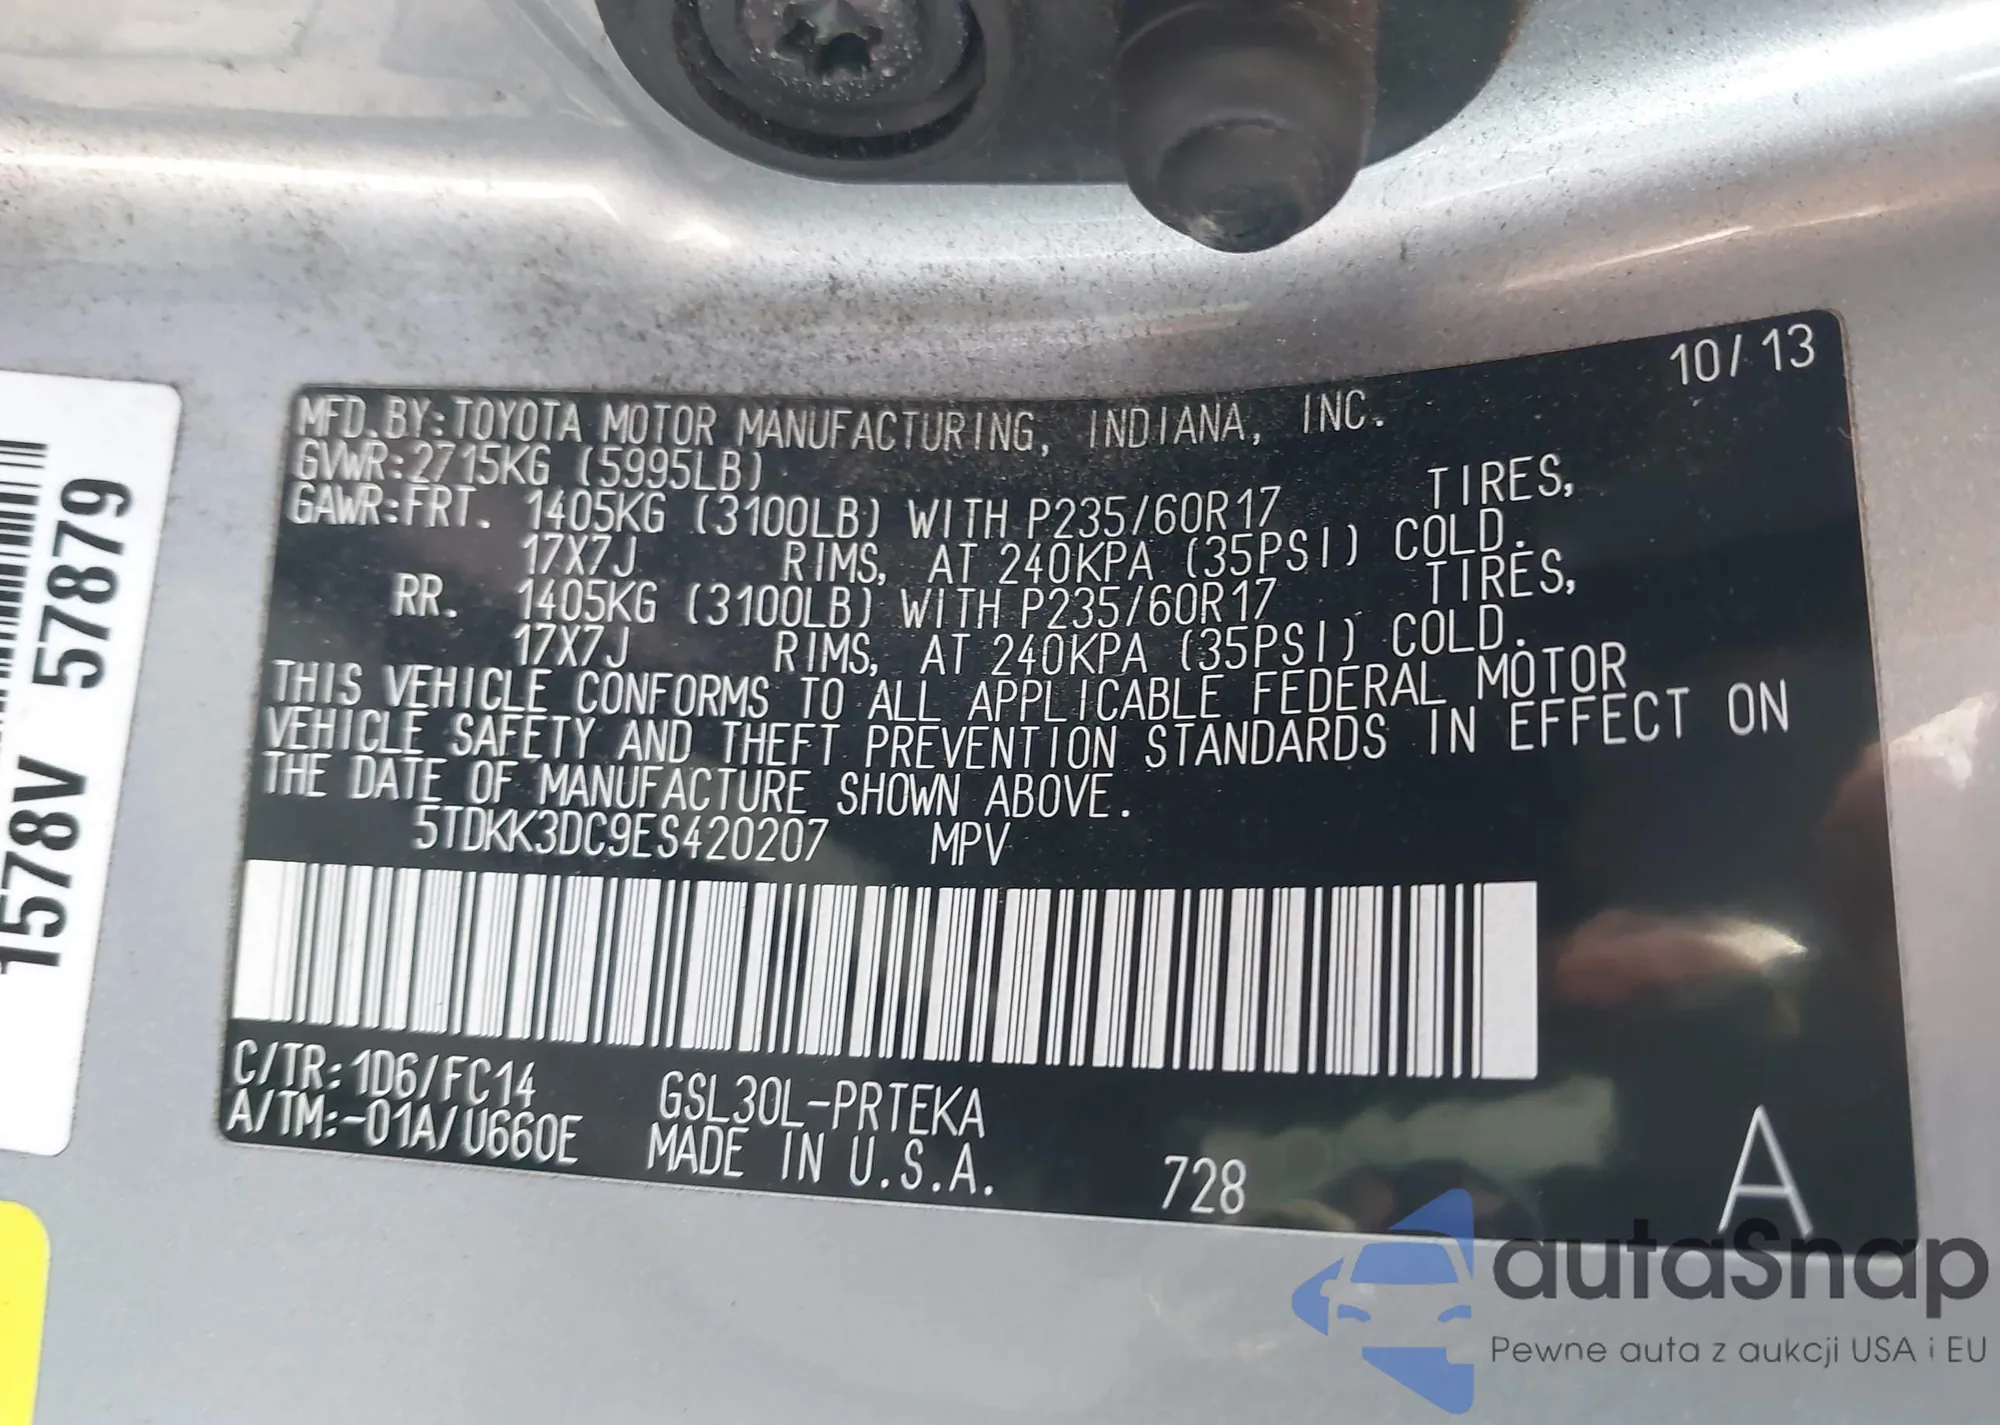 10/13
MFD.BY:TOYOTA MOTOR MANUFACTURING, INDIANA, INC.
GVWR:2715KG (5995LB)
GAWR:FRT. 1405KG (3100LB) WITH P235/60R17 TIRES,
17X7J RIMS, AT 240KPA (35PSI) COLD.
RR. 1405KG (3100LB) WITH P235/60R17 TIRES,
17X7J RIMS, AT 240KPA (35PSI) COLD.
THIS VEHICLE CONFORMS TO ALL APPLICABLE FEDERAL MOTOR
VEHICLE SAFETY AND THEFT PREVENTION STANDARDS IN EFFECT ON
THE DATE OF MANUFACTURE SHOWN ABOVE.
5TDKK3DC9ES420207 MPV
C/TR:1D6/FC14 GSL30L-PRTEKA
A/TM:-01A/U660E MADE IN U.S.A. 728 A
1578V 57879
autaSnap
Pewne auta z aukcji USA i EU